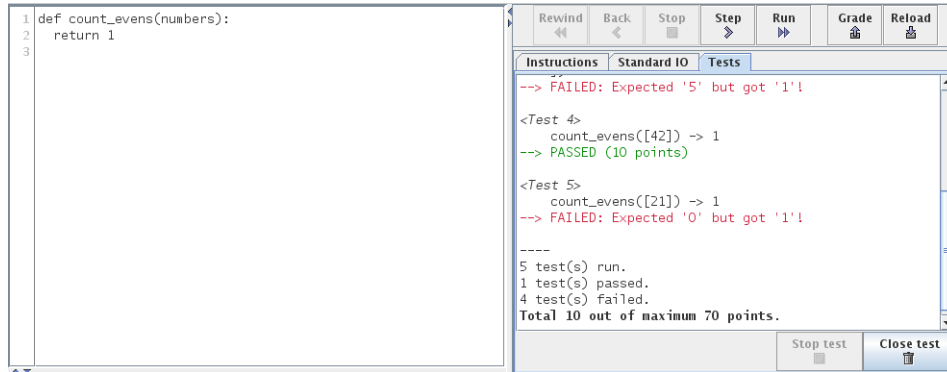 1 def count_evens(numbers):
2 return 1
3
Rewind Back Stop Step Run Grade Reload
Instructions Standard IO Tests
--> FAILED: Expected '5' but got '1'!
<Test 4>
count_evens([42]) -> 1
--> PASSED (10 points)
<Test 5>
count_evens([21]) -> 1
--> FAILED: Expected '0' but got '1'!
----
5 test(s) run.
1 test(s) passed.
4 test(s) failed.
Total 10 out of maximum 70 points.
Stop test Close test